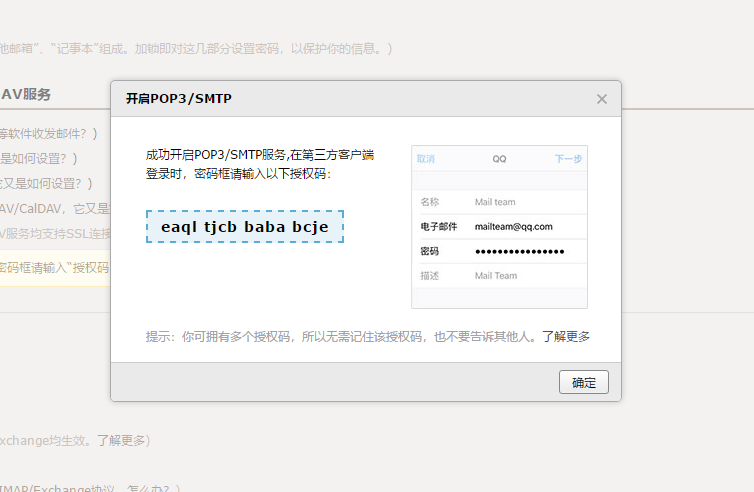 他邮箱”、“记事本”组成。加锁即对这几部分设置密码，以保护你的信息。）
AV服务
等软件收发邮件？）
是如何设置？）
它又是如何设置？）
AV/CalDAV，它又是
V服务均支持SSL连接
密码框请输入“授权码
开启POP3/SMTP
成功开启POP3/SMTP服务,在第三方客户端
登录时，密码框请输入以下授权码：
eaql tjcb baba bcje
取消 QQ 下一步
名称 Mail team
电子邮件 mailteam@qq.com
密码 ●●●●●●●●●●●●●●●●
描述 Mail Team
提示：你可拥有多个授权码，所以无需记住该授权码，也不要告诉其他人。了解更多
确定
Exchange均生效。了解更多）
IMAP/Exchange协议，怎么办？）